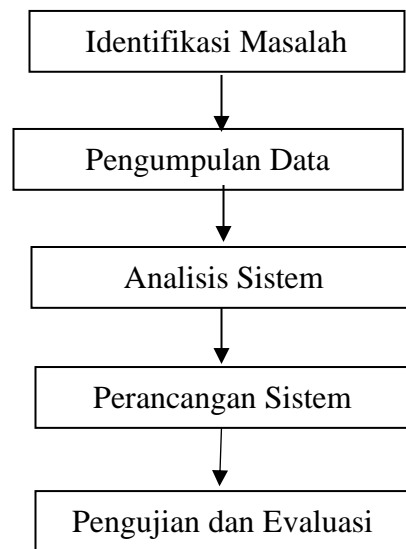 Identifikasi Masalah
Pengumpulan Data
Analisis Sistem
Perancangan Sistem
Pengujian dan Evaluasi